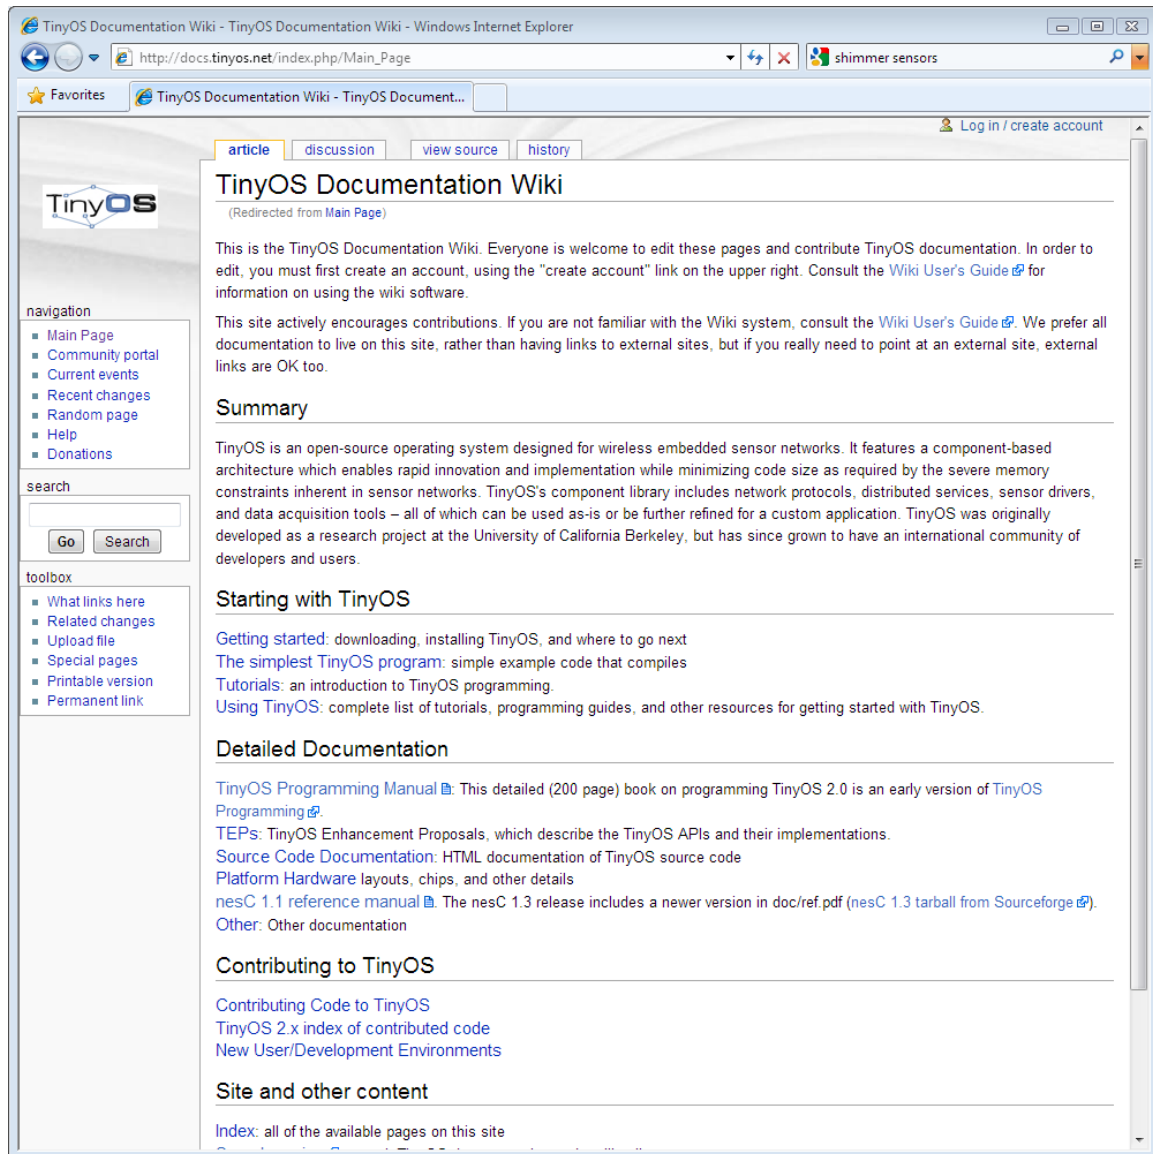 TinyOS Documentation Wiki - TinyOS Documentation Wiki - Windows Internet Explorer
http://docs.tinyos.net/index.php/Main_Page
shimmer sensors
Favorites
TinyOS Documentation Wiki - TinyOS Document...
Log in / create account
article discussion view source history
TinyOS
TinyOS Documentation Wiki
(Redirected from Main Page)
This is the TinyOS Documentation Wiki. Everyone is welcome to edit these pages and contribute TinyOS documentation. In order to
edit, you must first create an account, using the "create account" link on the upper right. Consult the Wiki User's Guide for
information on using the wiki software.
This site actively encourages contributions. If you are not familiar with the Wiki system, consult the Wiki User's Guide. We prefer all
documentation to live on this site, rather than having links to external sites, but if you really need to point at an external site, external
links are OK too.
navigation
Main Page
Community portal
Current events
Recent changes
Random page
Help
Donations
search
Go Search
toolbox
What links here
Related changes
Upload file
Special pages
Printable version
Permanent link
Summary
TinyOS is an open-source operating system designed for wireless embedded sensor networks. It features a component-based
architecture which enables rapid innovation and implementation while minimizing code size as required by the severe memory
constraints inherent in sensor networks. TinyOS's component library includes network protocols, distributed services, sensor drivers,
and data acquisition tools – all of which can be used as-is or be further refined for a custom application. TinyOS was originally
developed as a research project at the University of California Berkeley, but has since grown to have an international community of
developers and users.
Starting with TinyOS
Getting started: downloading, installing TinyOS, and where to go next
The simplest TinyOS program: simple example code that compiles
Tutorials: an introduction to TinyOS programming.
Using TinyOS: complete list of tutorials, programming guides, and other resources for getting started with TinyOS.
Detailed Documentation
TinyOS Programming Manual: This detailed (200 page) book on programming TinyOS 2.0 is an early version of TinyOS
Programming.
TEPs: TinyOS Enhancement Proposals, which describe the TinyOS APIs and their implementations.
Source Code Documentation: HTML documentation of TinyOS source code
Platform Hardware layouts, chips, and other details
nesC 1.1 reference manual. The nesC 1.3 release includes a newer version in doc/ref.pdf (nesC 1.3 tarball from Sourceforge).
Other: Other documentation
Contributing to TinyOS
Contributing Code to TinyOS
TinyOS 2.x index of contributed code
New User/Development Environments
Site and other content
Index: all of the available pages on this site